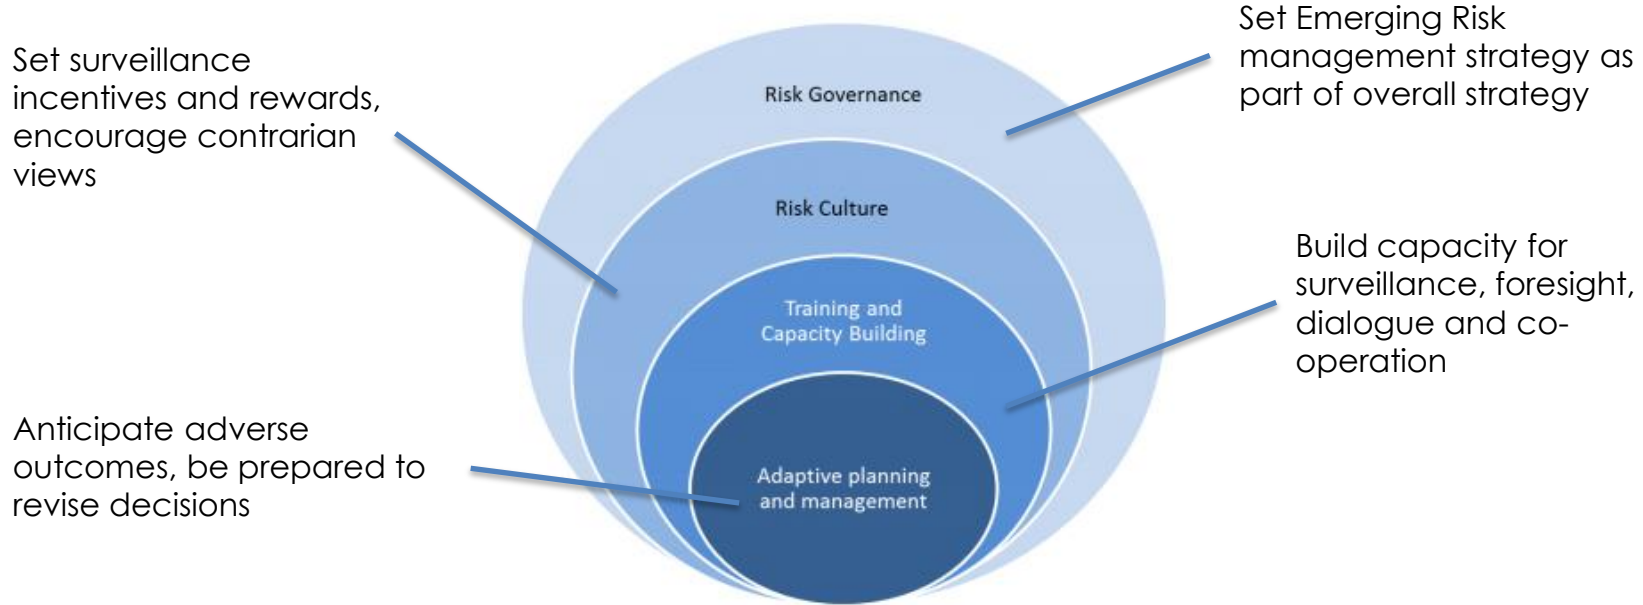 Set surveillance
incentives and rewards,
encourage contrarian
views
Set Emerging Risk
management strategy as
part of overall strategy
Risk Governance
Risk Culture
Training and
Capacity Building
Adaptive planning
and management
Build capacity for
surveillance, foresight,
dialogue and co-
operation
Anticipate adverse
outcomes, be prepared to
revise decisions